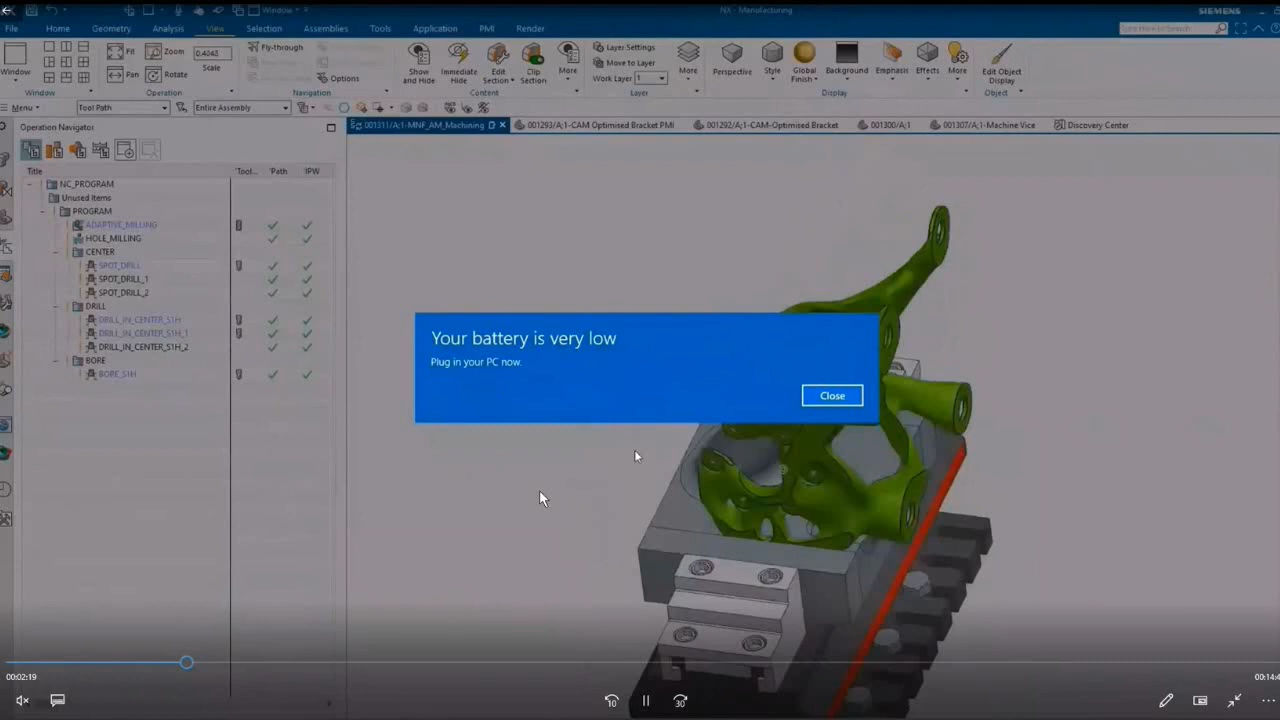 Window
NX - Manufacturing
SIEMENS
File Home Geometry Analysis View Selection Assemblies Tools Application PMI Render
Window
Fit
Pan
Zoom
Rotate
Scale
Fly-through
Options
Show and Hide
Immediate Hide
Edit Section
Clip Section
More
Layer Settings
Move to Layer
Work Layer 1
More
Perspective
Style
Global Finish
Background
Emphasis
Effects
More
Edit Object Display
Window Operation Navigation Content Layer Display Object
Menu Tool Path Entire Assembly
Operation Navigator
001311/A;1-MNF_AM_Machining 001293/A;1-CAM Optimised Bracket PMI 001292/A;1-CAM-Optimised Bracket 001300/A;1 001307/A;1-Machine Vice Discovery Center
Title Tool... Path IPW
NC_PROGRAM
Unused Items
PROGRAM
ADAPTIVE_MILLING
HOLE_MILLING
CENTER
SPOT_DRILL
SPOT_DRILL_1
SPOT_DRILL_2
DRILL
DRILL_IN_CENTER_S1H
DRILL_IN_CENTER_S1H_1
DRILL_IN_CENTER_S1H_2
BORE
BORE_S1H
Your battery is very low
Plug in your PC now.
Close
00:02:19
10
30